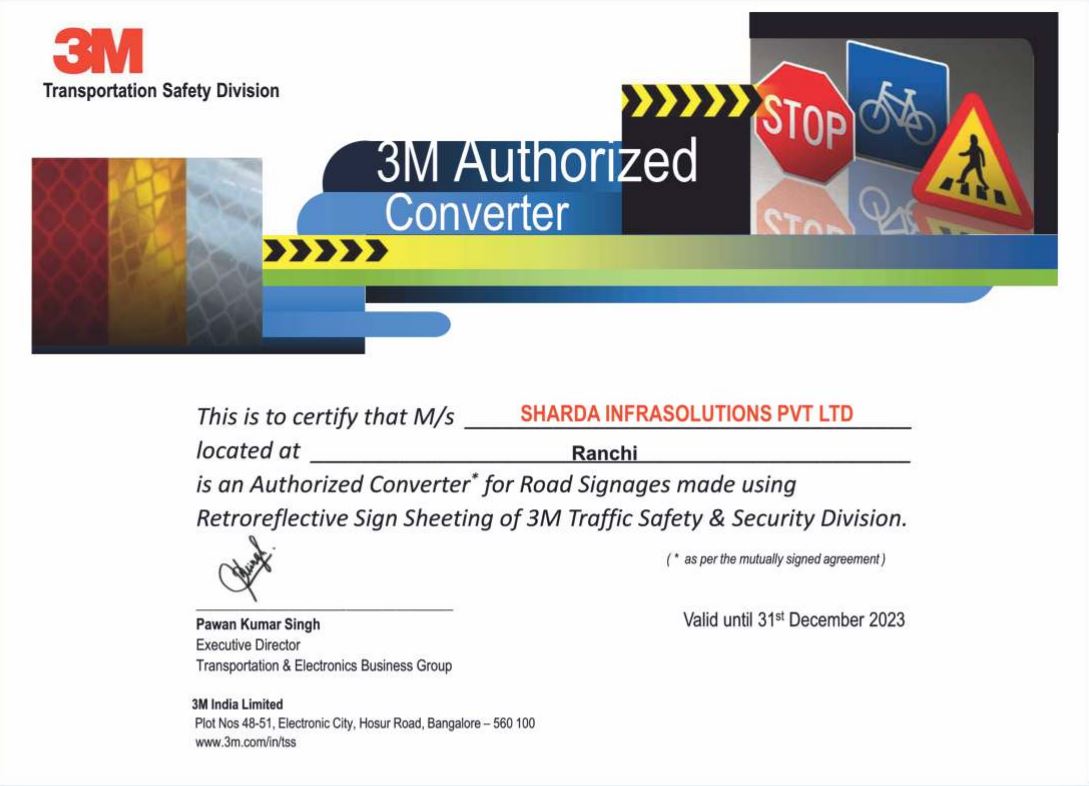 3M
Transportation Safety Division
STOP
3M Authorized
Converter
This is to certify that M/s SHARDA INFRASOLUTIONS PVT LTD
located at Ranchi
is an Authorized Converter* for Road Signages made using
Retroreflective Sign Sheeting of 3M Traffic Safety & Security Division.
( * as per the mutually signed agreement )
Pawan Kumar Singh
Executive Director
Transportation & Electronics Business Group
Valid until 31st December 2023
3M India Limited
Plot Nos 48-51, Electronic City, Hosur Road, Bangalore – 560 100
www.3m.com/in/tss